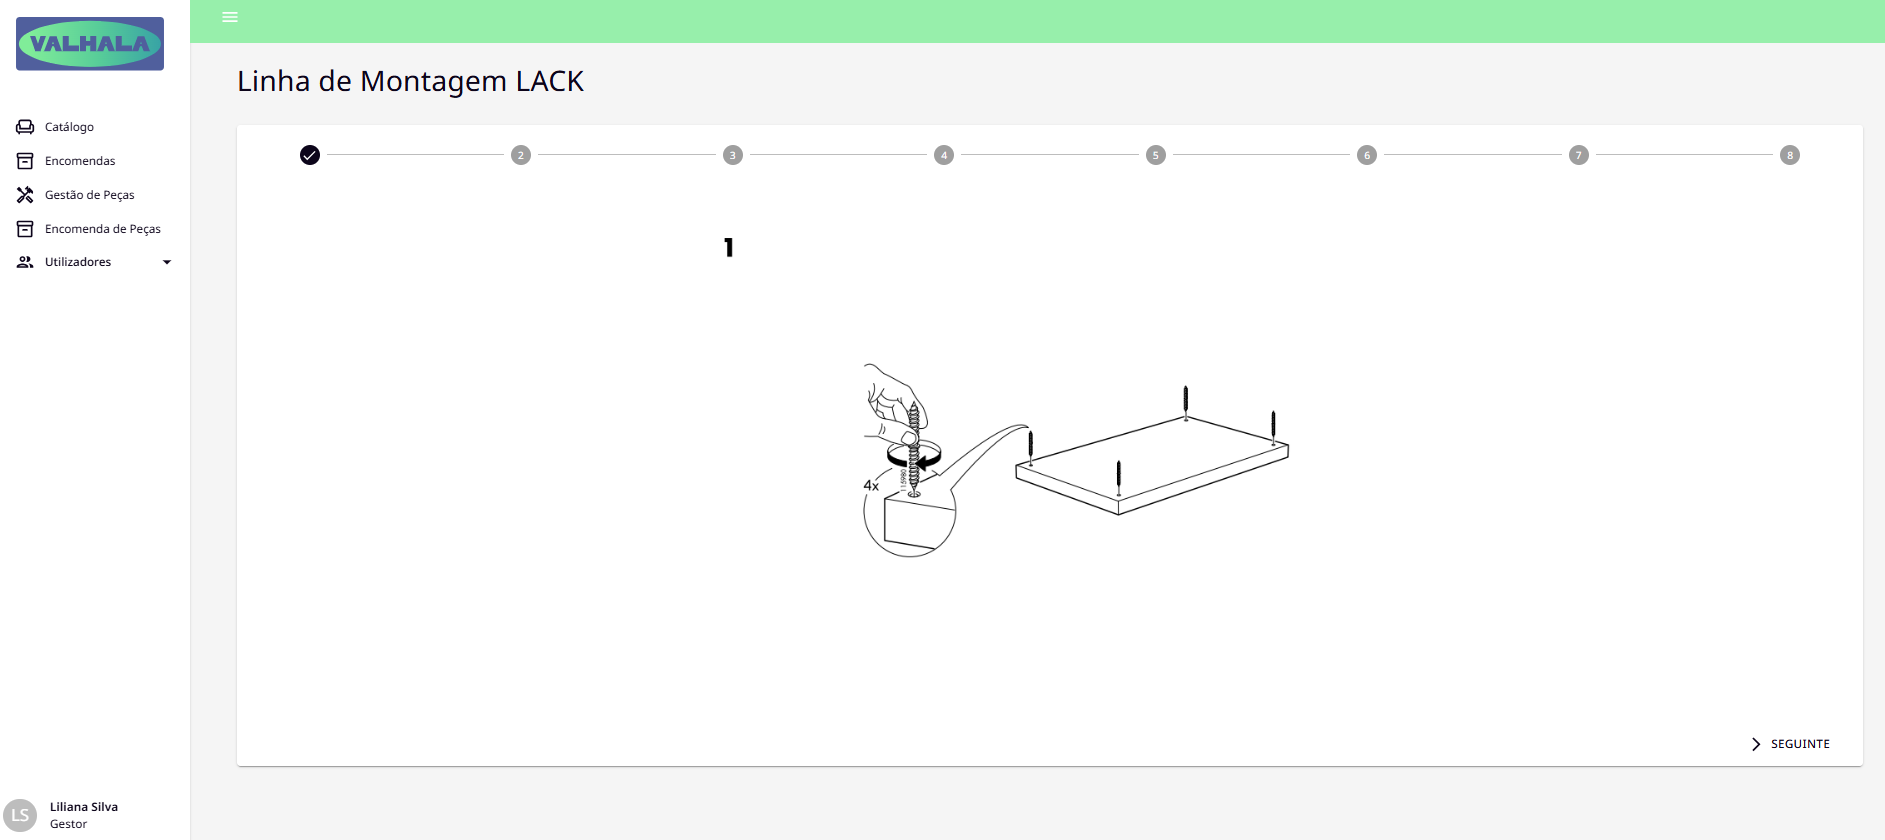 VALHALA
Catálogo
Encomendas
Gestão de Peças
Encomenda de Peças
Utilizadores
Liliana Silva
Gestor
LS
Linha de Montagem LACK
2
3
4
5
6
7
8
1
4x
115980
SEGUINTE